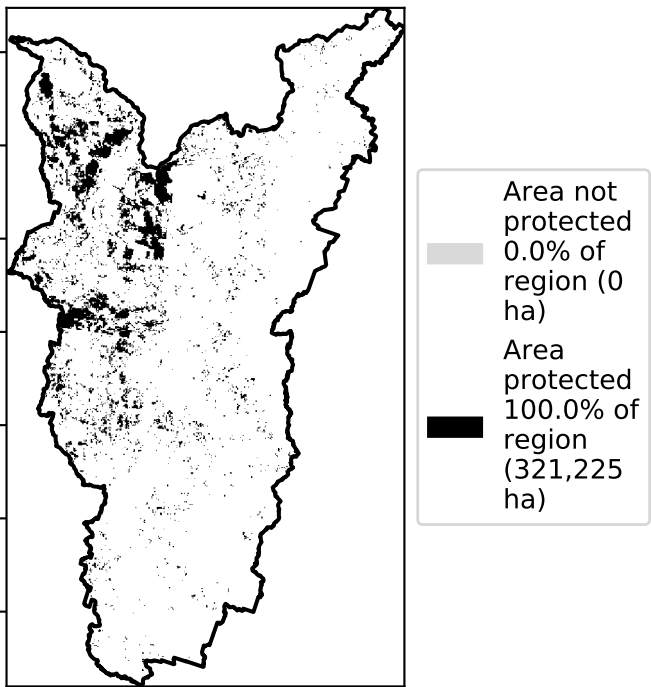 Area not
protected
0.0% of
region (0
ha)
Area
protected
100.0% of
region
(321,225
ha)